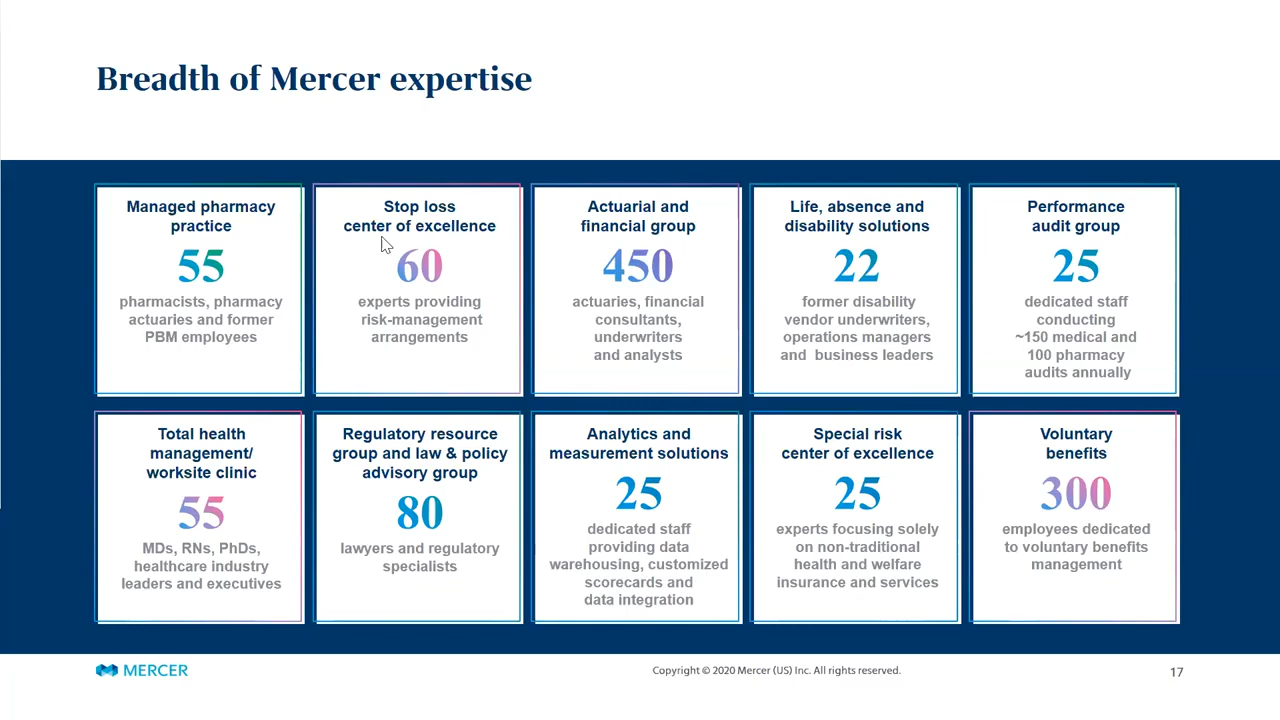 Breadth of Mercer expertise
Managed pharmacy
practice
55
pharmacists, pharmacy
actuaries and former
PBM employees
Stop loss
center of excellence
60
experts providing
risk-management
arrangements
Actuarial and
financial group
450
actuaries, financial
consultants,
underwriters
and analysts
Life, absence and
disability solutions
22
former disability
vendor underwriters,
operations managers
and business leaders
Performance
audit group
25
dedicated staff
conducting
~150 medical and
100 pharmacy
audits annually
Total health
management/
worksite clinic
55
MDs, RNs, PhDs,
healthcare industry
leaders and executives
Regulatory resource
group and law & policy
advisory group
80
lawyers and regulatory
specialists
Analytics and
measurement solutions
25
dedicated staff
providing data
warehousing, customized
scorecards and
data integration
Special risk
center of excellence
25
experts focusing solely
on non-traditional
health and welfare
insurance and services
Voluntary
benefits
300
employees dedicated
to voluntary benefits
management
MERCER
Copyright © 2020 Mercer (US) Inc. All rights reserved.
17